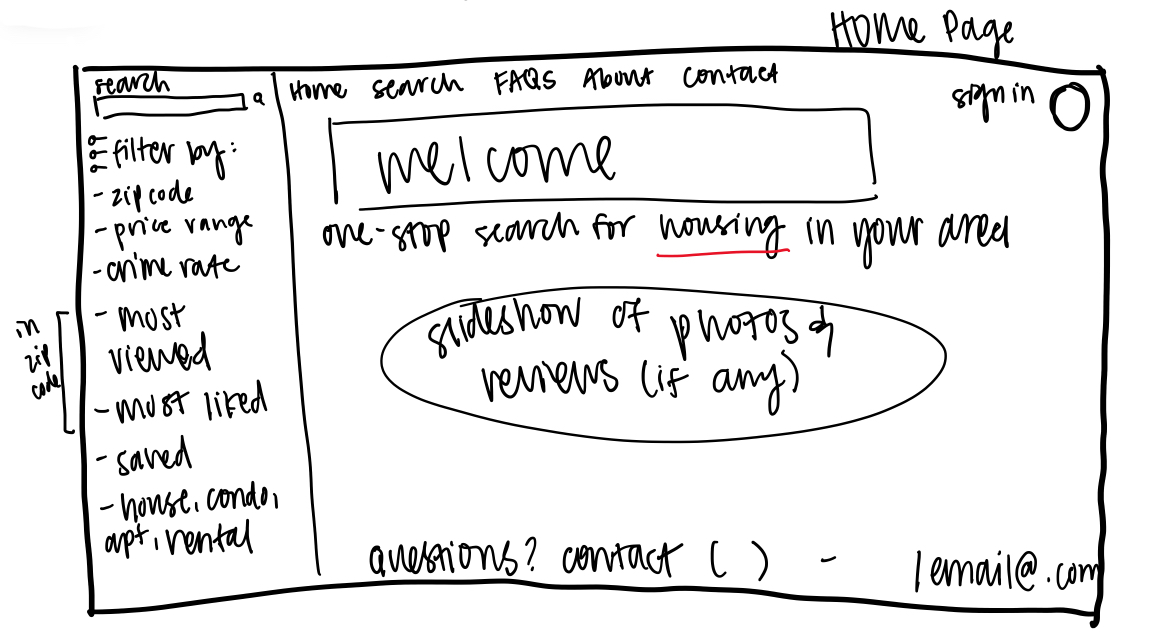 Home Page
search
filter by:
- zip code
- price range
- crime rate
- most
viewed
- most liked
in
zip
code
- saved
- house, condo,
apt, rental
Home search FAQS About contact
sign in
welcome
one-stop search for housing in your area
slideshow of photos &
reviews (if any)
questions? contact ( ) - / email@.com